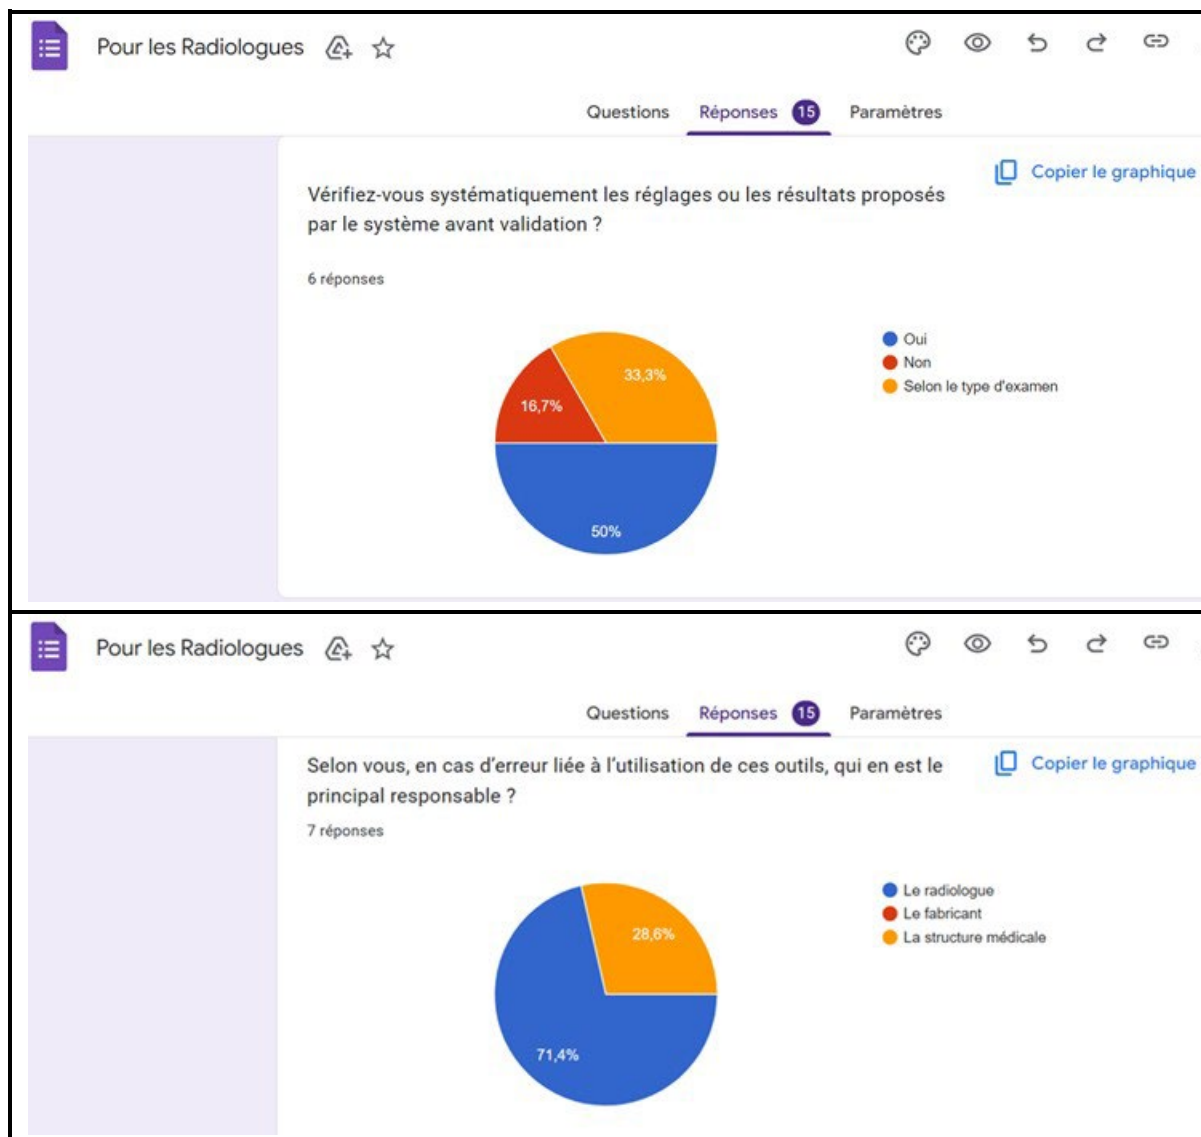 Pour les Radiologues
Questions Réponses 15 Paramètres
Copier le graphique
Vérifiez-vous systématiquement les réglages ou les résultats proposés
par le système avant validation ?
6 réponses
33,3%
16,7%
50%
Oui
Non
Selon le type d'examen
Pour les Radiologues
Questions Réponses 15 Paramètres
Copier le graphique
Selon vous, en cas d’erreur liée à l’utilisation de ces outils, qui en est le
principal responsable ?
7 réponses
28,6%
71,4%
Le radiologue
Le fabricant
La structure médicale